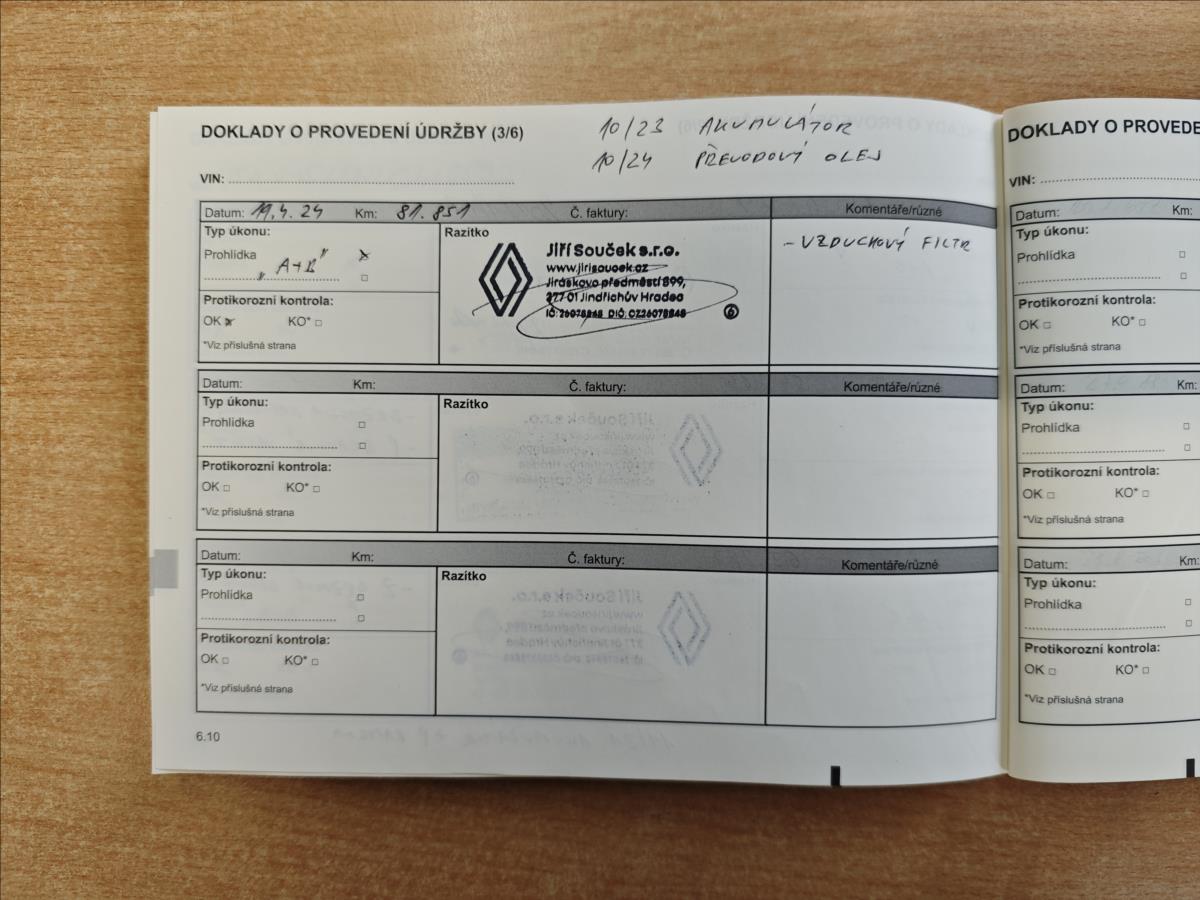 DOKLADY O PROVEDENÍ ÚDRŽBY (3/6)
10/23 AKUMULÁTOR
10/24 PŘEVODOVÝ OLEJ
VIN:
Datum: 19.4.24 Km: 81.851 Č. faktury: Komentáře/různé
Typ úkonu:
Prohlídka
"A+B"
Protikorozní kontrola:
OK KO*
*Viz příslušná strana
Razítko
Jiří Souček s.r.o.
www.jirisoucek.cz
Jiráskovo předměstí 899,
377 01 Jindřichův Hradec
IČ: 26078848 DIČ: CZ26078848
6
- VZDUCHOVÝ FILTR
Datum: Km: Č. faktury: Komentáře/různé
Typ úkonu:
Prohlídka
Protikorozní kontrola:
OK KO*
*Viz příslušná strana
Razítko
Datum: Km: Č. faktury: Komentáře/různé
Typ úkonu:
Prohlídka
Protikorozní kontrola:
OK KO*
*Viz příslušná strana
Razítko
6.10
DOKLADY O PROVEDE
VIN:
Datum: Km:
Typ úkonu:
Prohlídka
Protikorozní kontrola:
OK KO*
*Viz příslušná strana
Datum: Km:
Typ úkonu:
Prohlídka
Protikorozní kontrola:
OK KO*
*Viz příslušná strana
Datum: Km:
Typ úkonu:
Prohlídka
Protikorozní kontrola:
OK KO*
*Viz příslušná strana